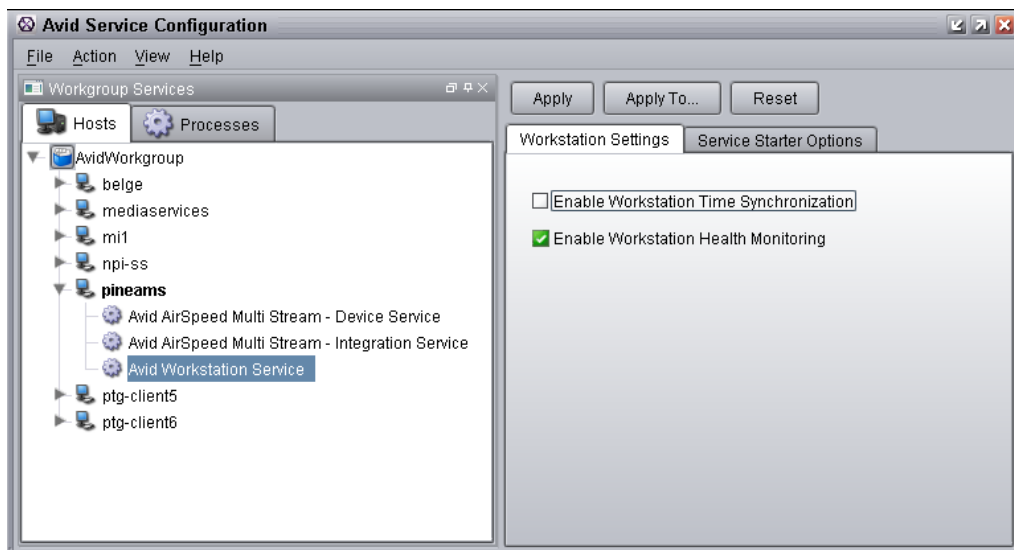 Avid Service Configuration
File Action View Help
Workgroup Services
Hosts Processes
AvidWorkgroup
belge
mediaservices
mi1
npi-ss
pineams
Avid AirSpeed Multi Stream - Device Service
Avid AirSpeed Multi Stream - Integration Service
Avid Workstation Service
ptg-client5
ptg-client6
Apply Apply To... Reset
Workstation Settings Service Starter Options
Enable Workstation Time Synchronization
Enable Workstation Health Monitoring